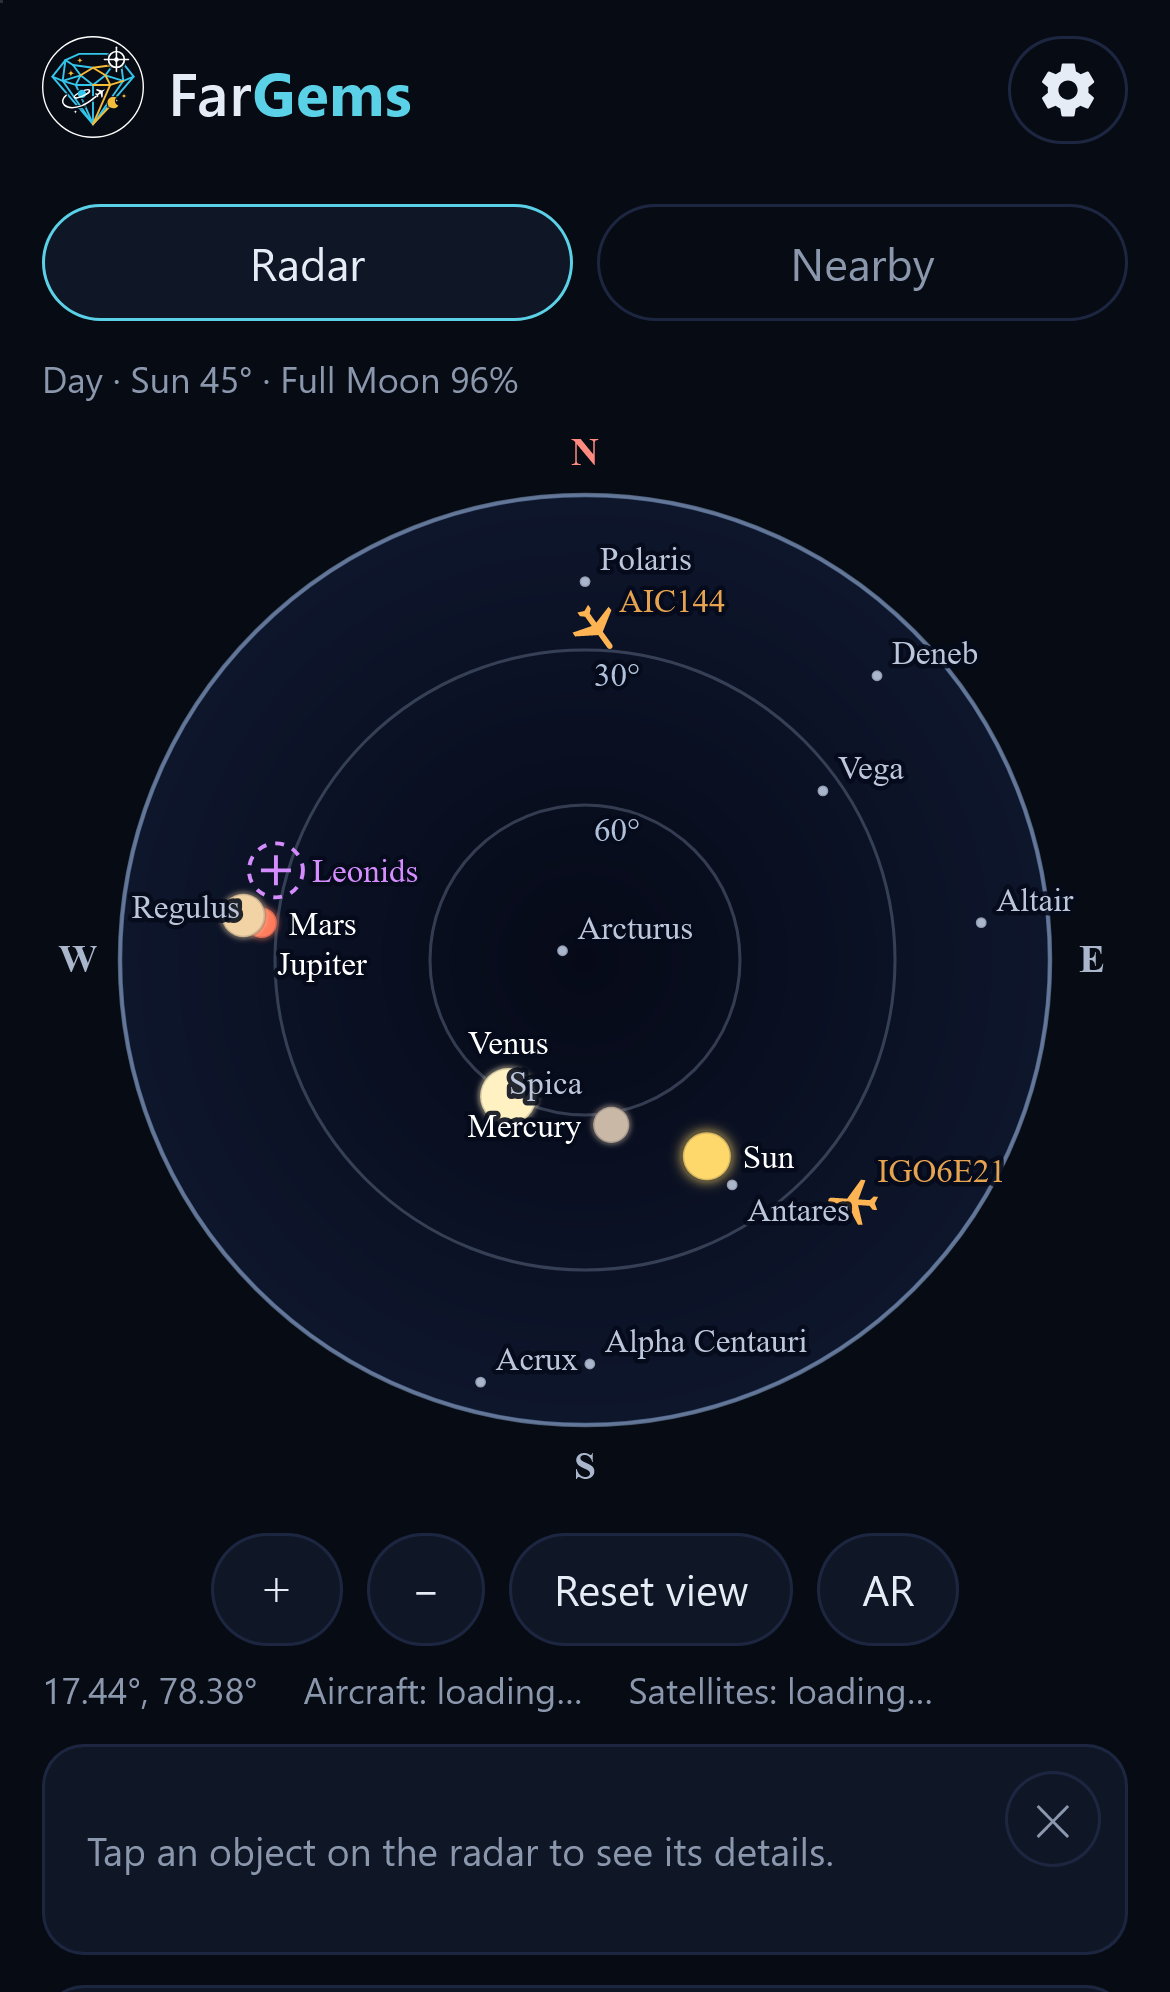 FarGems
Radar
Nearby
Day · Sun 45° · Full Moon 96%
N
Polaris
AIC144
Deneb
30°
Vega
60°
Leonids
Regulus
Altair
Mars
Arcturus
W
E
Jupiter
Venus
Spica
Mercury
Sun
IGO6E21
Antares
Alpha Centauri
Acrux
S
+
−
Reset view
AR
17.44°, 78.38°
Aircraft: loading...
Satellites: loading...
Tap an object on the radar to see its details.